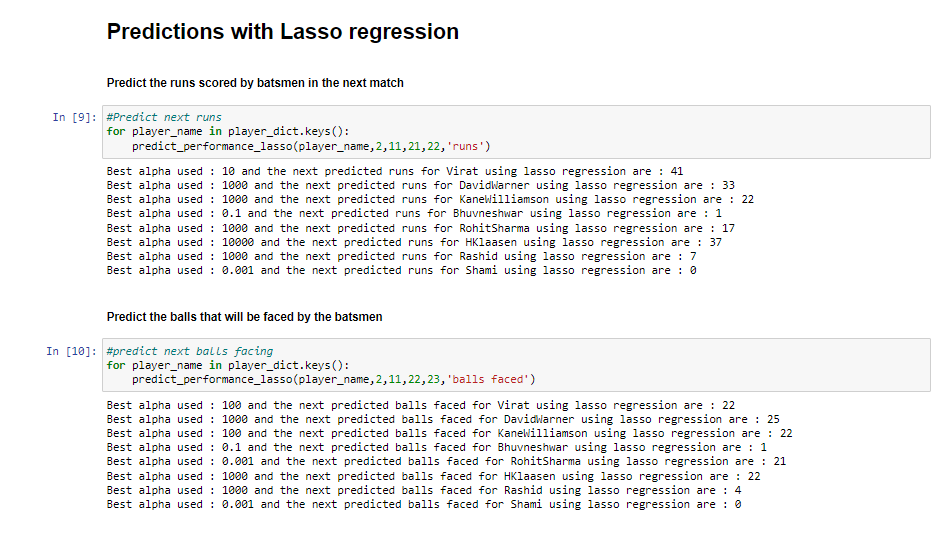 Predictions with Lasso regression
Predict the runs scored by batsmen in the next match
In [9]: #Predict next runs
for player_name in player_dict.keys():
predict_performance_lasso(player_name,2,11,21,22,'runs')
Best alpha used : 10 and the next predicted runs for Virat using lasso regression are : 41
Best alpha used : 1000 and the next predicted runs for DavidWarner using lasso regression are : 33
Best alpha used : 1000 and the next predicted runs for KaneWilliamson using lasso regression are : 22
Best alpha used : 0.1 and the next predicted runs for Bhuvneshwar using lasso regression are : 1
Best alpha used : 1000 and the next predicted runs for RohitSharma using lasso regression are : 17
Best alpha used : 10000 and the next predicted runs for HKlaasen using lasso regression are : 37
Best alpha used : 1000 and the next predicted runs for Rashid using lasso regression are : 7
Best alpha used : 0.001 and the next predicted runs for Shami using lasso regression are : 0
Predict the balls that will be faced by the batsmen
In [10]: #predict next balls facing
for player_name in player_dict.keys():
predict_performance_lasso(player_name,2,11,22,23,'balls faced')
Best alpha used : 100 and the next predicted balls faced for Virat using lasso regression are : 22
Best alpha used : 1000 and the next predicted balls faced for DavidWarner using lasso regression are : 25
Best alpha used : 100 and the next predicted balls faced for KaneWilliamson using lasso regression are : 22
Best alpha used : 0.1 and the next predicted balls faced for Bhuvneshwar using lasso regression are : 1
Best alpha used : 0.001 and the next predicted balls faced for RohitSharma using lasso regression are : 21
Best alpha used : 1000 and the next predicted balls faced for HKlaasen using lasso regression are : 22
Best alpha used : 1000 and the next predicted balls faced for Rashid using lasso regression are : 4
Best alpha used : 0.001 and the next predicted balls faced for Shami using lasso regression are : 0